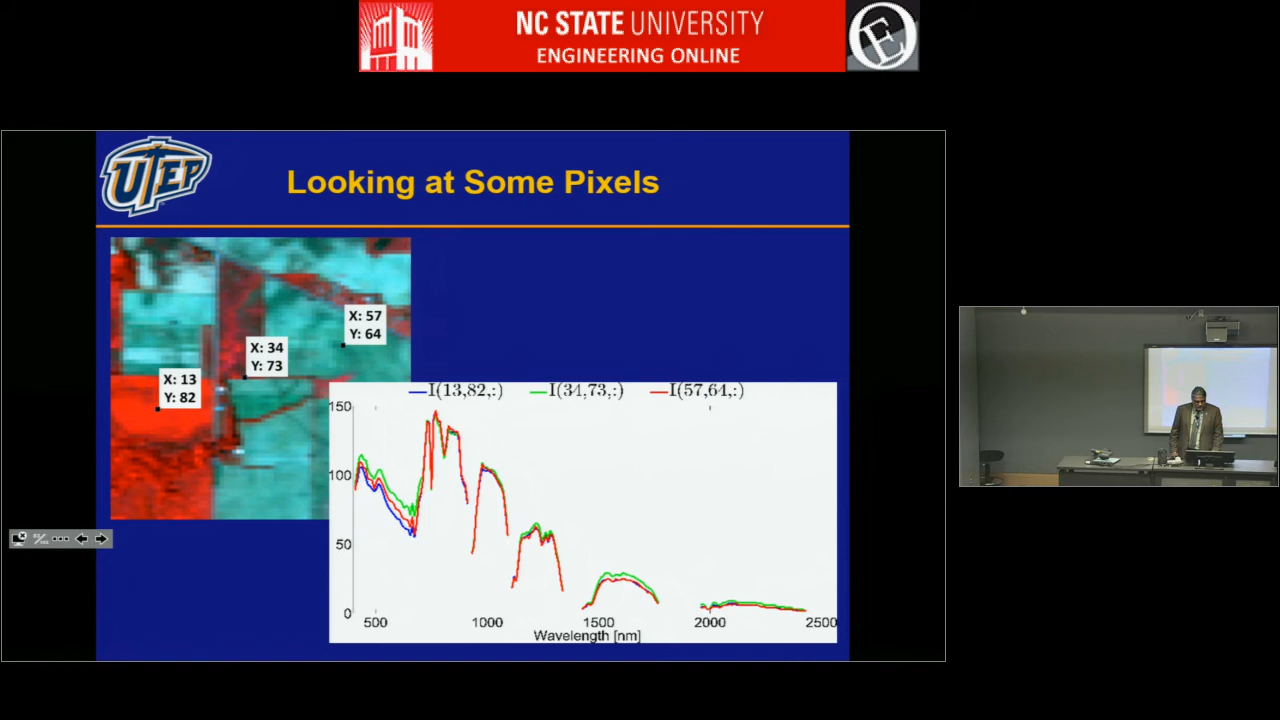 NC STATE UNIVERSITY
ENGINEERING ONLINE
E
UTEP
Looking at Some Pixels
X: 57
Y: 64
X: 34
Y: 73
X: 13
Y: 82
I(13,82,:) I(34,73,:) I(57,64,:)
150
100
50
0
500 1000 1500 2000 2500
Wavelength [nm]